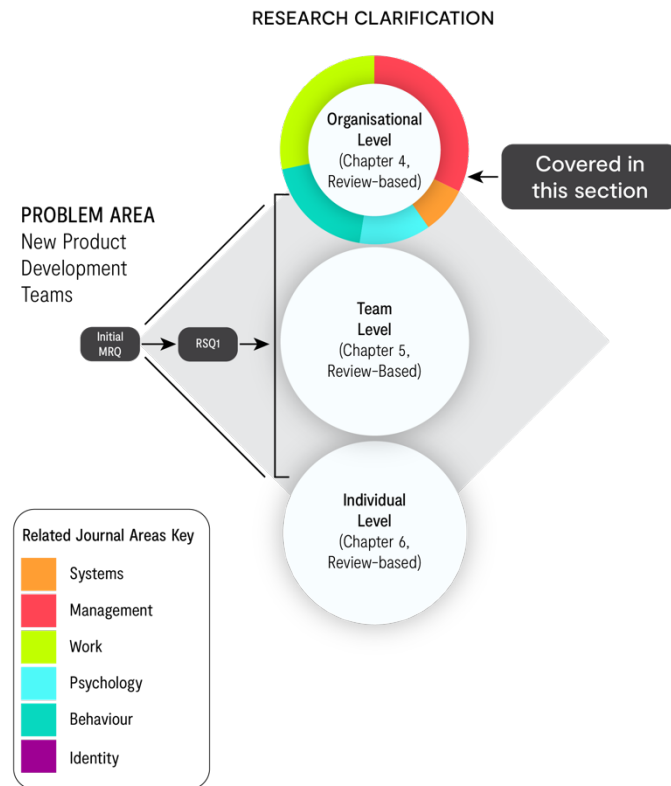 RESEARCH CLARIFICATION
Organisational
Level
(Chapter 4,
Review-based)
Covered in
this section
PROBLEM AREA
New Product
Development
Teams
Initial
MRQ
RSQ1
Team
Level
(Chapter 5,
Review-Based)
Individual
Level
(Chapter 6,
Review-based)
Related Journal Areas Key
Systems
Management
Work
Psychology
Behaviour
Identity